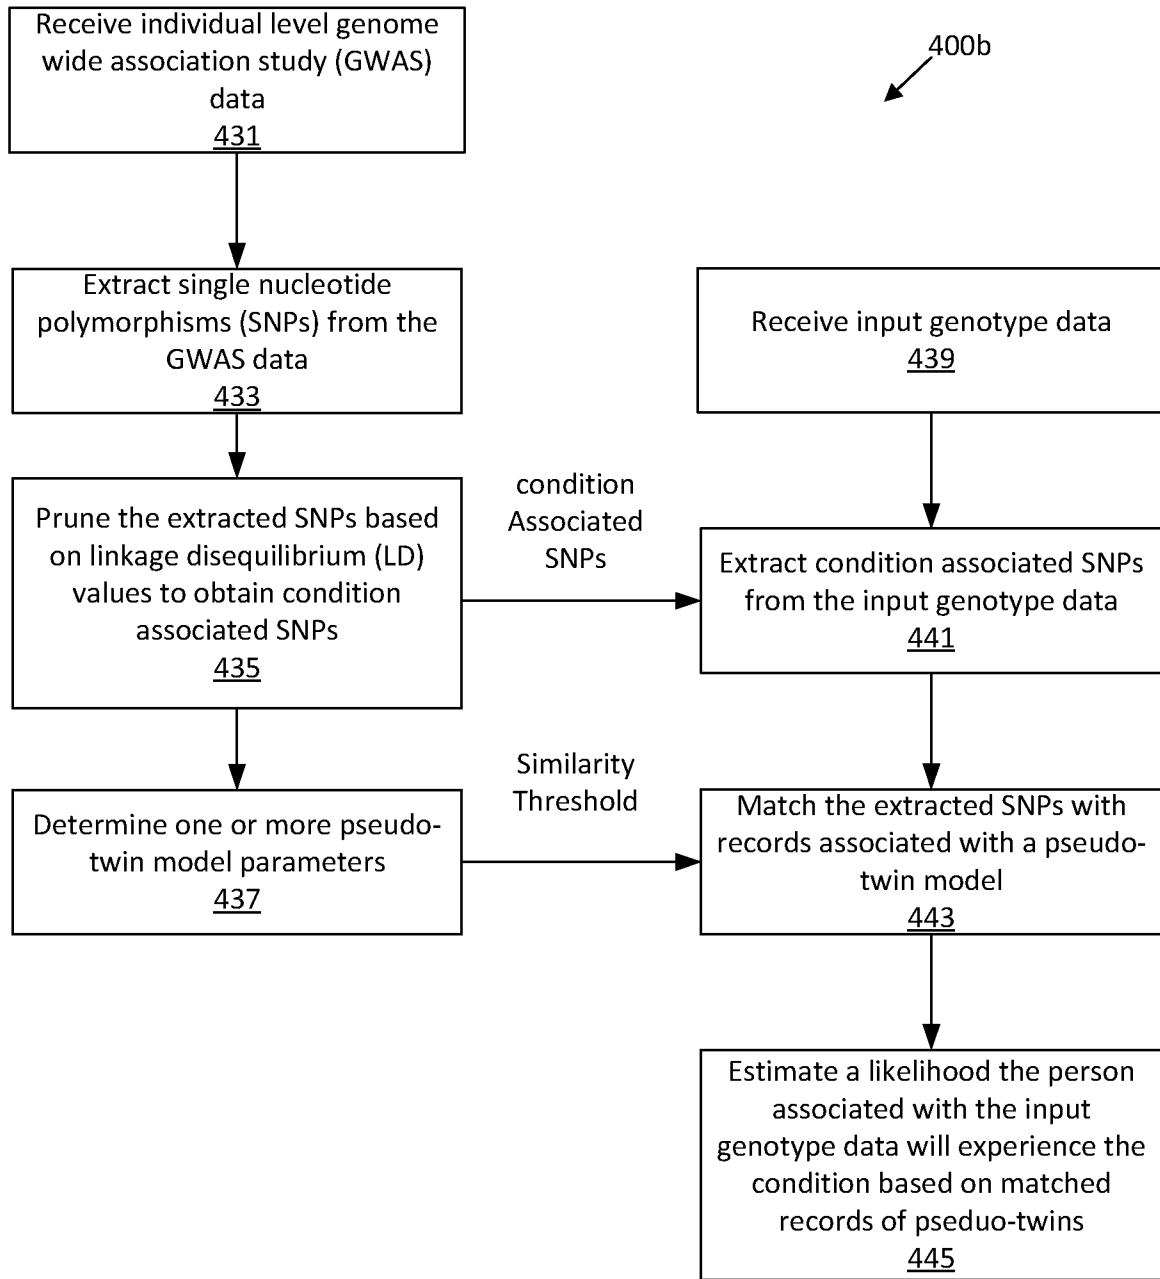 Receive individual level genome
wide association study (GWAS)
data
431
400b
Extract single nucleotide
polymorphisms (SNPs) from the
GWAS data
433
Receive input genotype data
439
Prune the extracted SNPs based
on linkage disequilibrium (LD)
values to obtain condition
associated SNPs
435
condition
Associated
SNPs
Extract condition associated SNPs
from the input genotype data
441
Determine one or more pseudo-
twin model parameters
437
Similarity
Threshold
Match the extracted SNPs with
records associated with a pseudo-
twin model
443
Estimate a likelihood the person
associated with the input
genotype data will experience the
condition based on matched
records of pseduo-twins
445